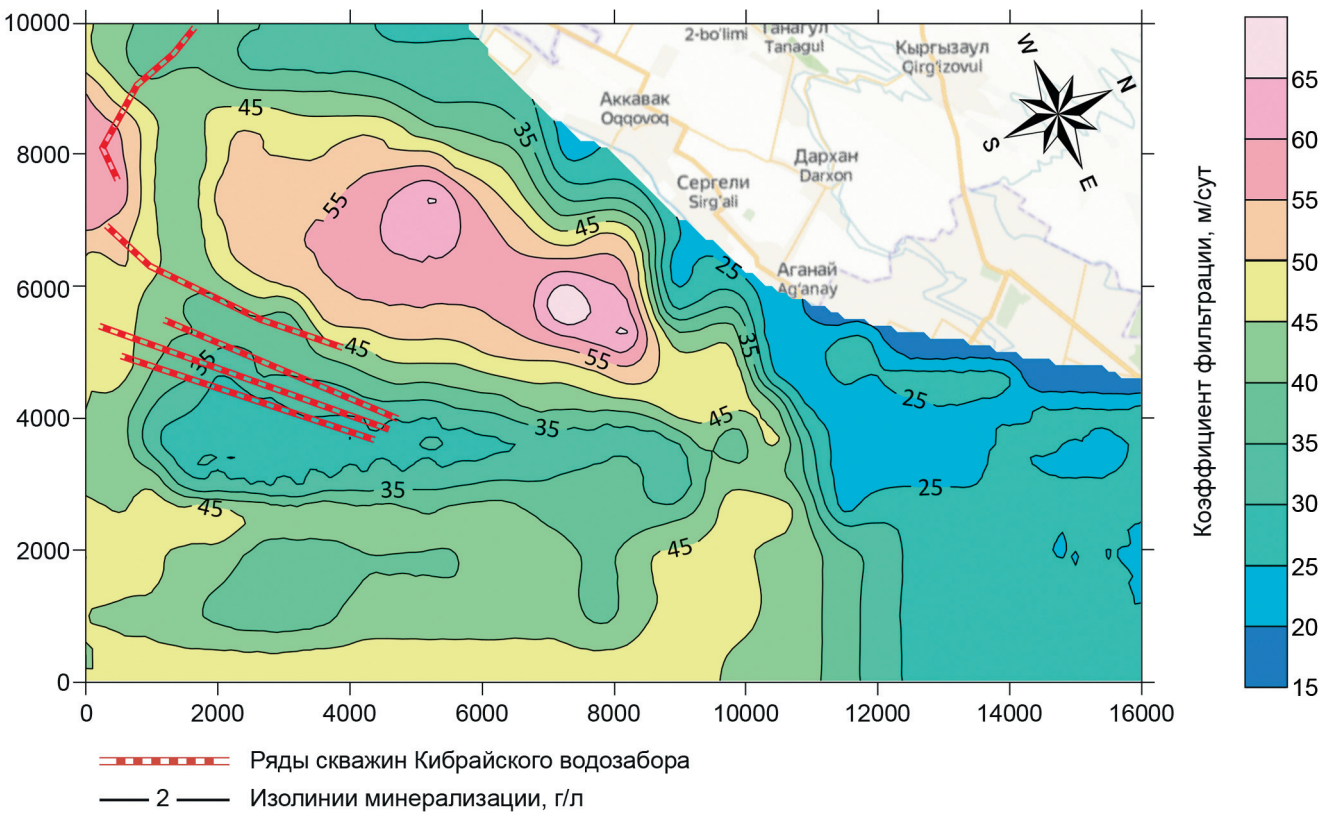 10000
8000
6000
4000
2000
0
0
2000
4000
6000
8000
10000
12000
14000
16000
45
35
55
45
25
45
55
35
35
45
35
25
35
45
45
25
2-bo'limi
Танагул
Tanagul
Кыргызаул
Qirg'izovul
Аккавак
Oqqovoq
Дархан
Darxon
Сергели
Sirg'ali
Аганай
Ag'anay
W
N
S
E
65
60
55
50
45
40
35
30
25
20
15
Коэффициент фильтрации, м/сут
Ряды скважин Кибрайского водозабора
2 Изолинии минерализации, г/л